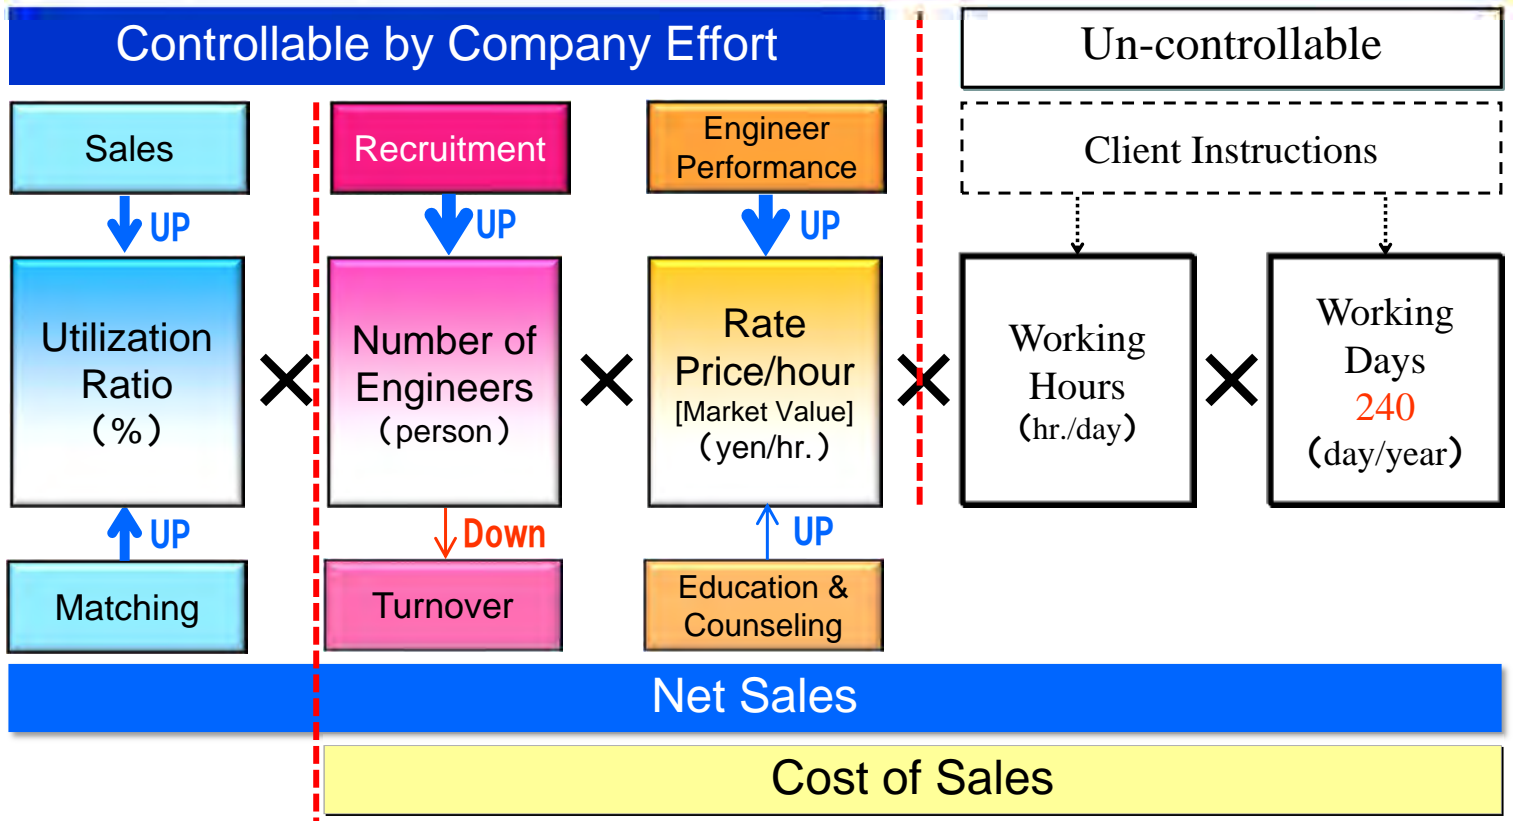 Controllable by Company Effort
Un-controllable
Sales
Recruitment
Engineer
Performance
Client Instructions
UP
UP
UP
Utilization
Ratio
(%)
×
Number of
Engineers
(person)
×
Rate
Price/hour
[Market Value]
(yen/hr.)
×
Working
Hours
(hr./day)
×
Working
Days
240
(day/year)
UP
Down
UP
Matching
Turnover
Education &
Counseling
Net Sales
Cost of Sales